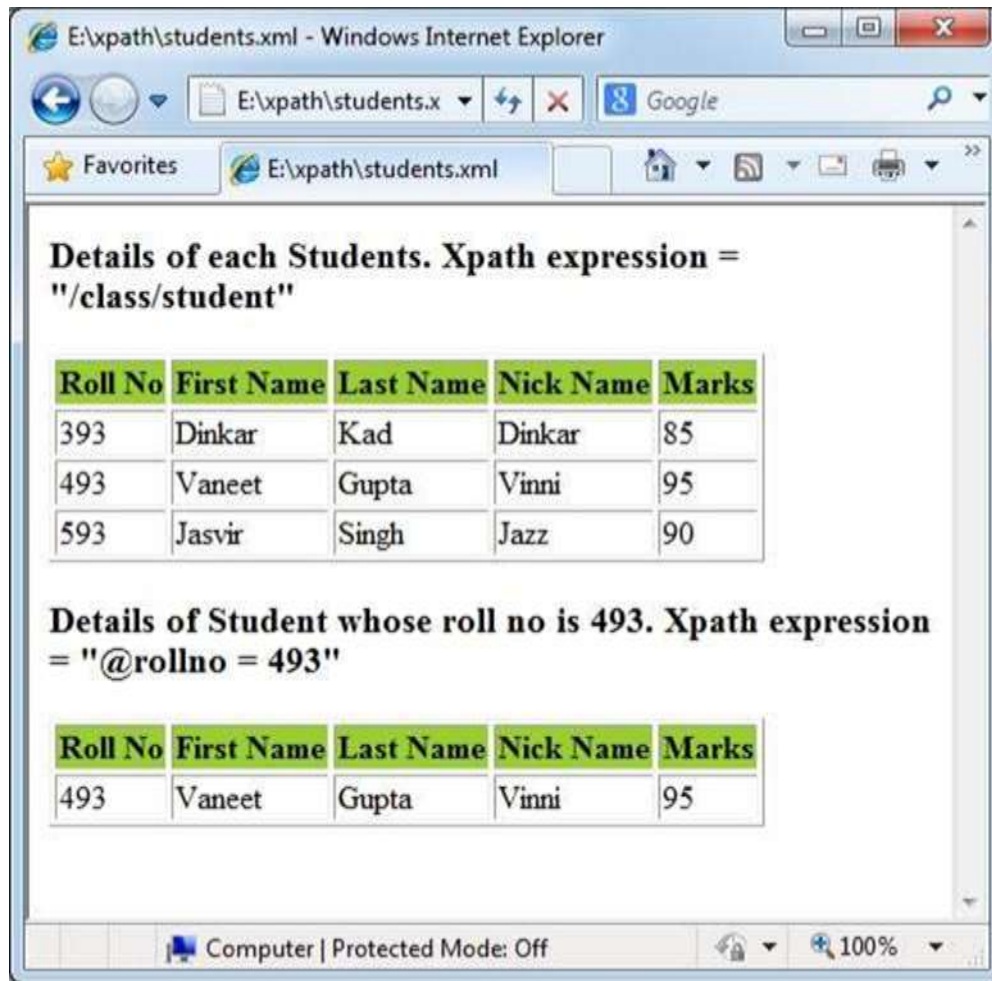 E:\xpath\students.xml - Windows Internet Explorer
E:\xpath\students.x
Google
Favorites
E:\xpath\students.xml
Details of each Students. Xpath expression =
"/class/student"
Roll No First Name Last Name Nick Name Marks
393 Dinkar Kad Dinkar 85
493 Vaneet Gupta Vinni 95
593 Jasvir Singh Jazz 90
Details of Student whose roll no is 493. Xpath expression
= "@rollno = 493"
Roll No First Name Last Name Nick Name Marks
493 Vaneet Gupta Vinni 95
Computer | Protected Mode: Off
100%